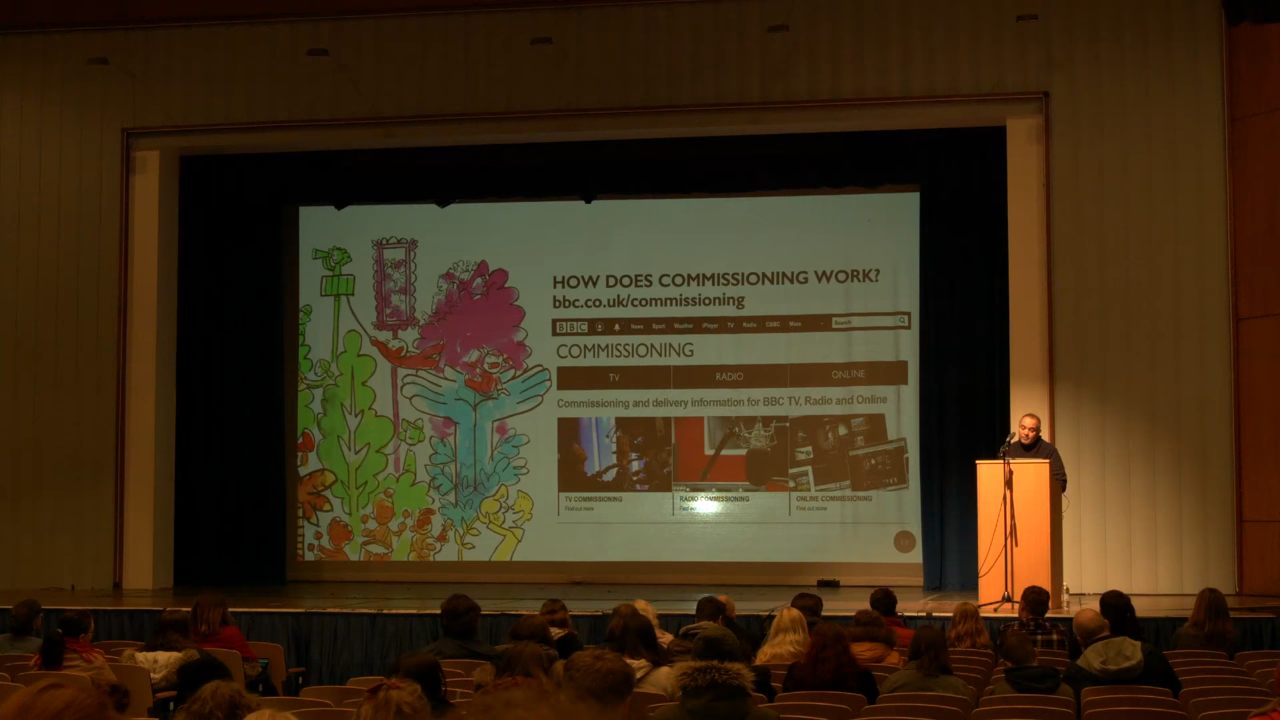 HOW DOES COMMISSIONING WORK?
bbc.co.uk/commissioning
BBC News Sport Weather iPlayer TV Radio CBBC More Search
COMMISSIONING
TV RADIO ONLINE
Commissioning and delivery information for BBC TV, Radio and Online
TV COMMISSIONING RADIO COMMISSIONING ONLINE COMMISSIONING
Find out more Find out more